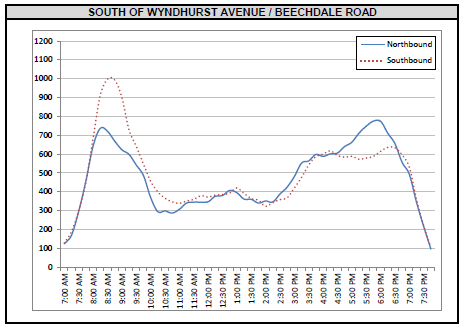 SOUTH OF WYNDHURST AVENUE / BEECHDALE ROAD
1200
1100
1000
900
800
700
600
500
400
300
200
100
0
Northbound
Southbound
7:00 AM
7:30 AM
8:00 AM
8:30 AM
9:00 AM
9:30 AM
10:00 AM
10:30 AM
11:00 AM
11:30 AM
12:00 PM
12:30 PM
1:00 PM
1:30 PM
2:00 PM
2:30 PM
3:00 PM
3:30 PM
4:00 PM
4:30 PM
5:00 PM
5:30 PM
6:00 PM
6:30 PM
7:00 PM
7:30 PM